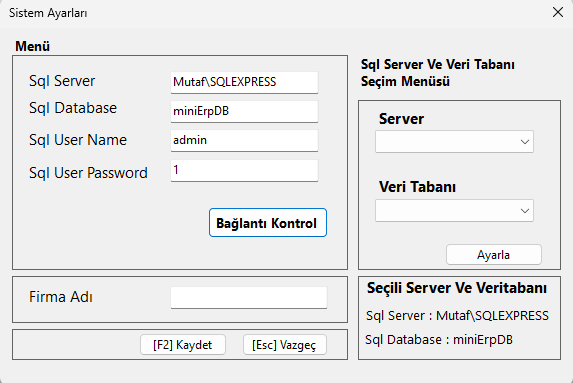 Sistem Ayarları
Menü
Sql Server
Mutaf\SQLEXPRESS
Sql Database
miniErpDB
Sql User Name
admin
Sql User Password
1
Bağlantı Kontrol
Firma Adı
[F2] Kaydet
[Esc] Vazgeç
Sql Server Ve Veri Tabanı
Seçim Menüsü
Server
Veri Tabanı
Ayarla
Seçili Server Ve Veritabanı
Sql Server : Mutaf\SQLEXPRESS
Sql Database : miniErpDB